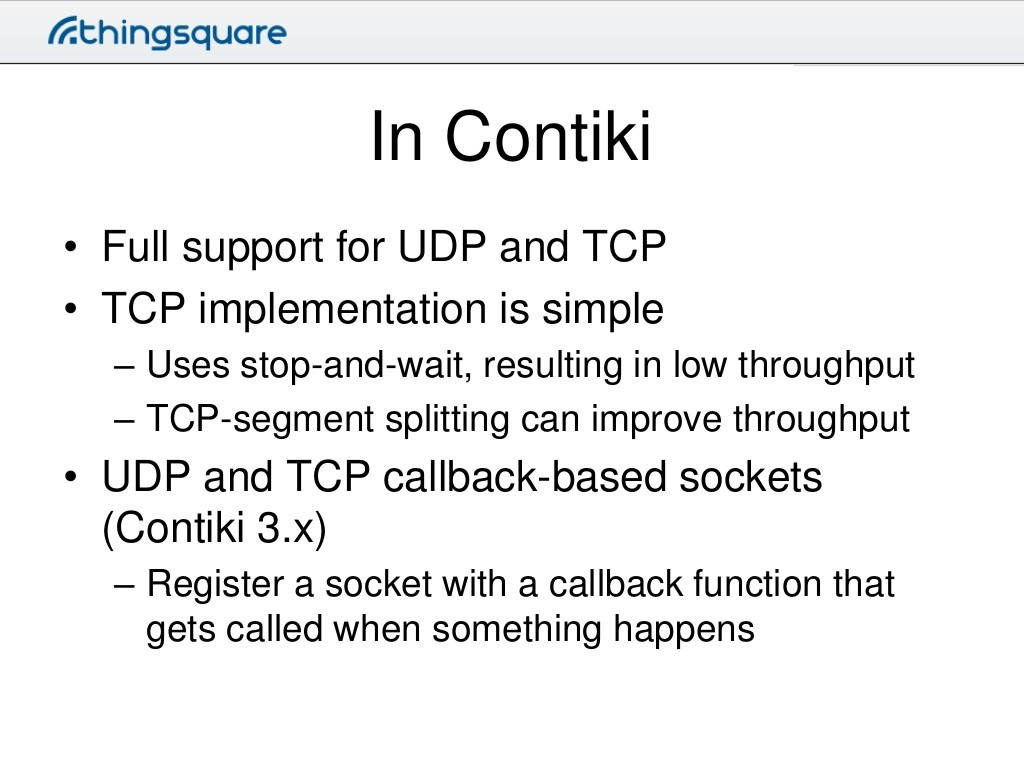 thingsquare
In Contiki
• Full support for UDP and TCP
• TCP implementation is simple
– Uses stop-and-wait, resulting in low throughput
– TCP-segment splitting can improve throughput
• UDP and TCP callback-based sockets
(Contiki 3.x)
– Register a socket with a callback function that
gets called when something happens